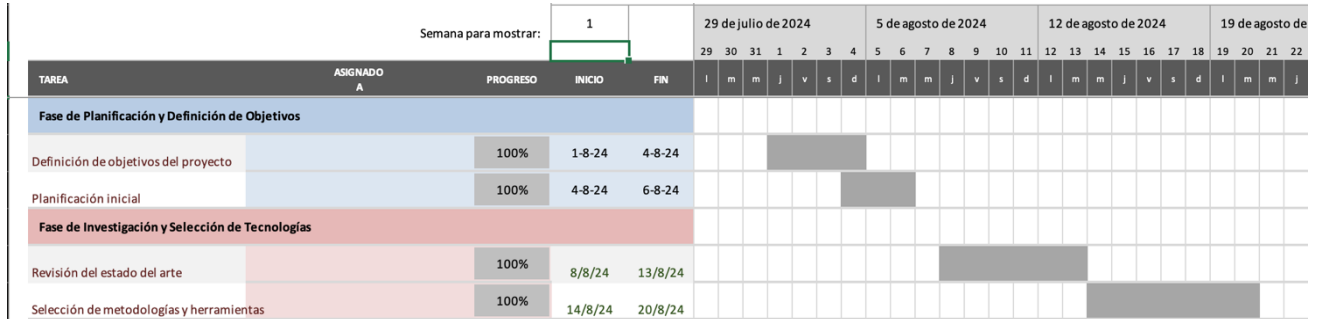 Semana para mostrar: 1 29 de julio de 2024 5 de agosto de 2024 12 de agosto de 2024 19 de agosto de
29 30 31 1 2 3 4 5 6 7 8 9 10 11 12 13 14 15 16 17 18 19 20 21 22
TAREA ASIGNADO A PROGRESO INICIO FIN l m m j v s d l m m j v s d l m m j v s d l m m j
Fase de Planificación y Definición de Objetivos
Definición de objetivos del proyecto 100% 1-8-24 4-8-24
Planificación inicial 100% 4-8-24 6-8-24
Fase de Investigación y Selección de Tecnologías
Revisión del estado del arte 100% 8/8/24 13/8/24
Selección de metodologías y herramientas 100% 14/8/24 20/8/24